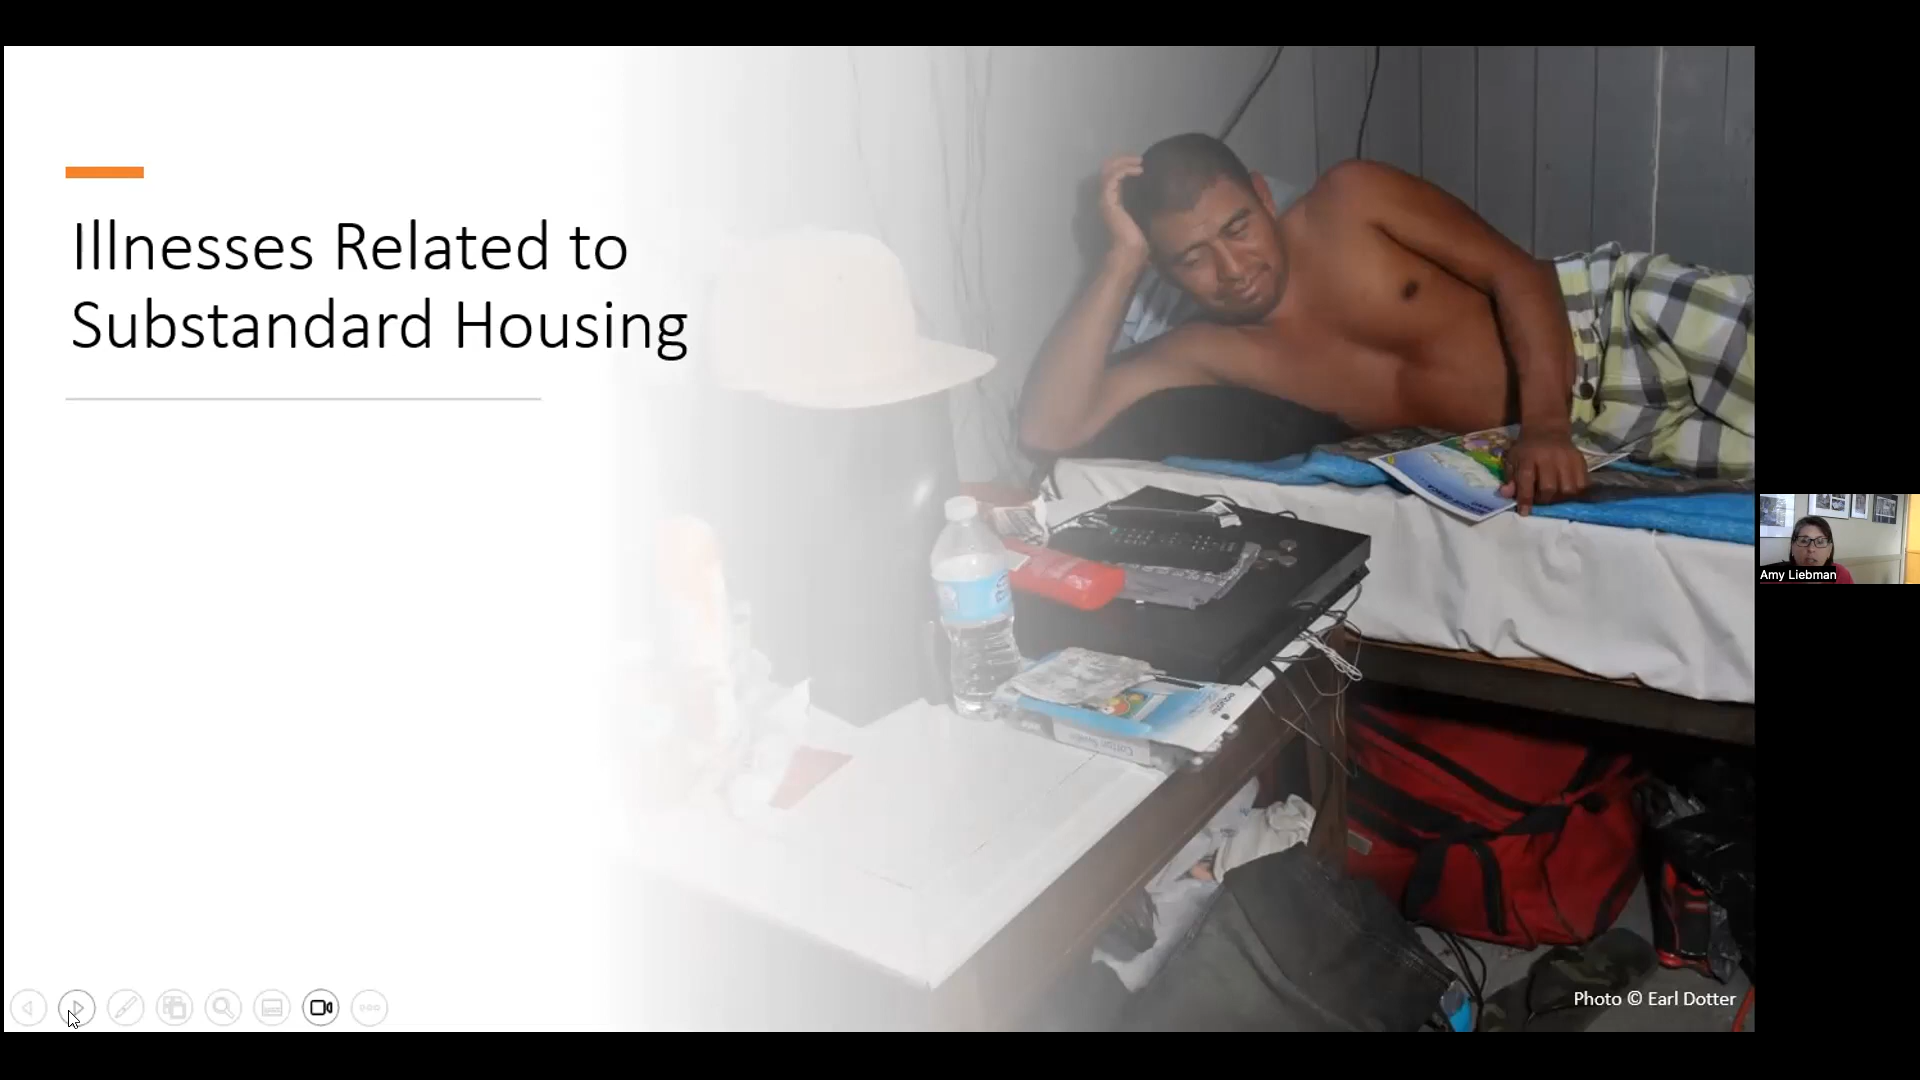 Illnesses Related to
Substandard Housing
Amy Liebman
Photo © Earl Dotter